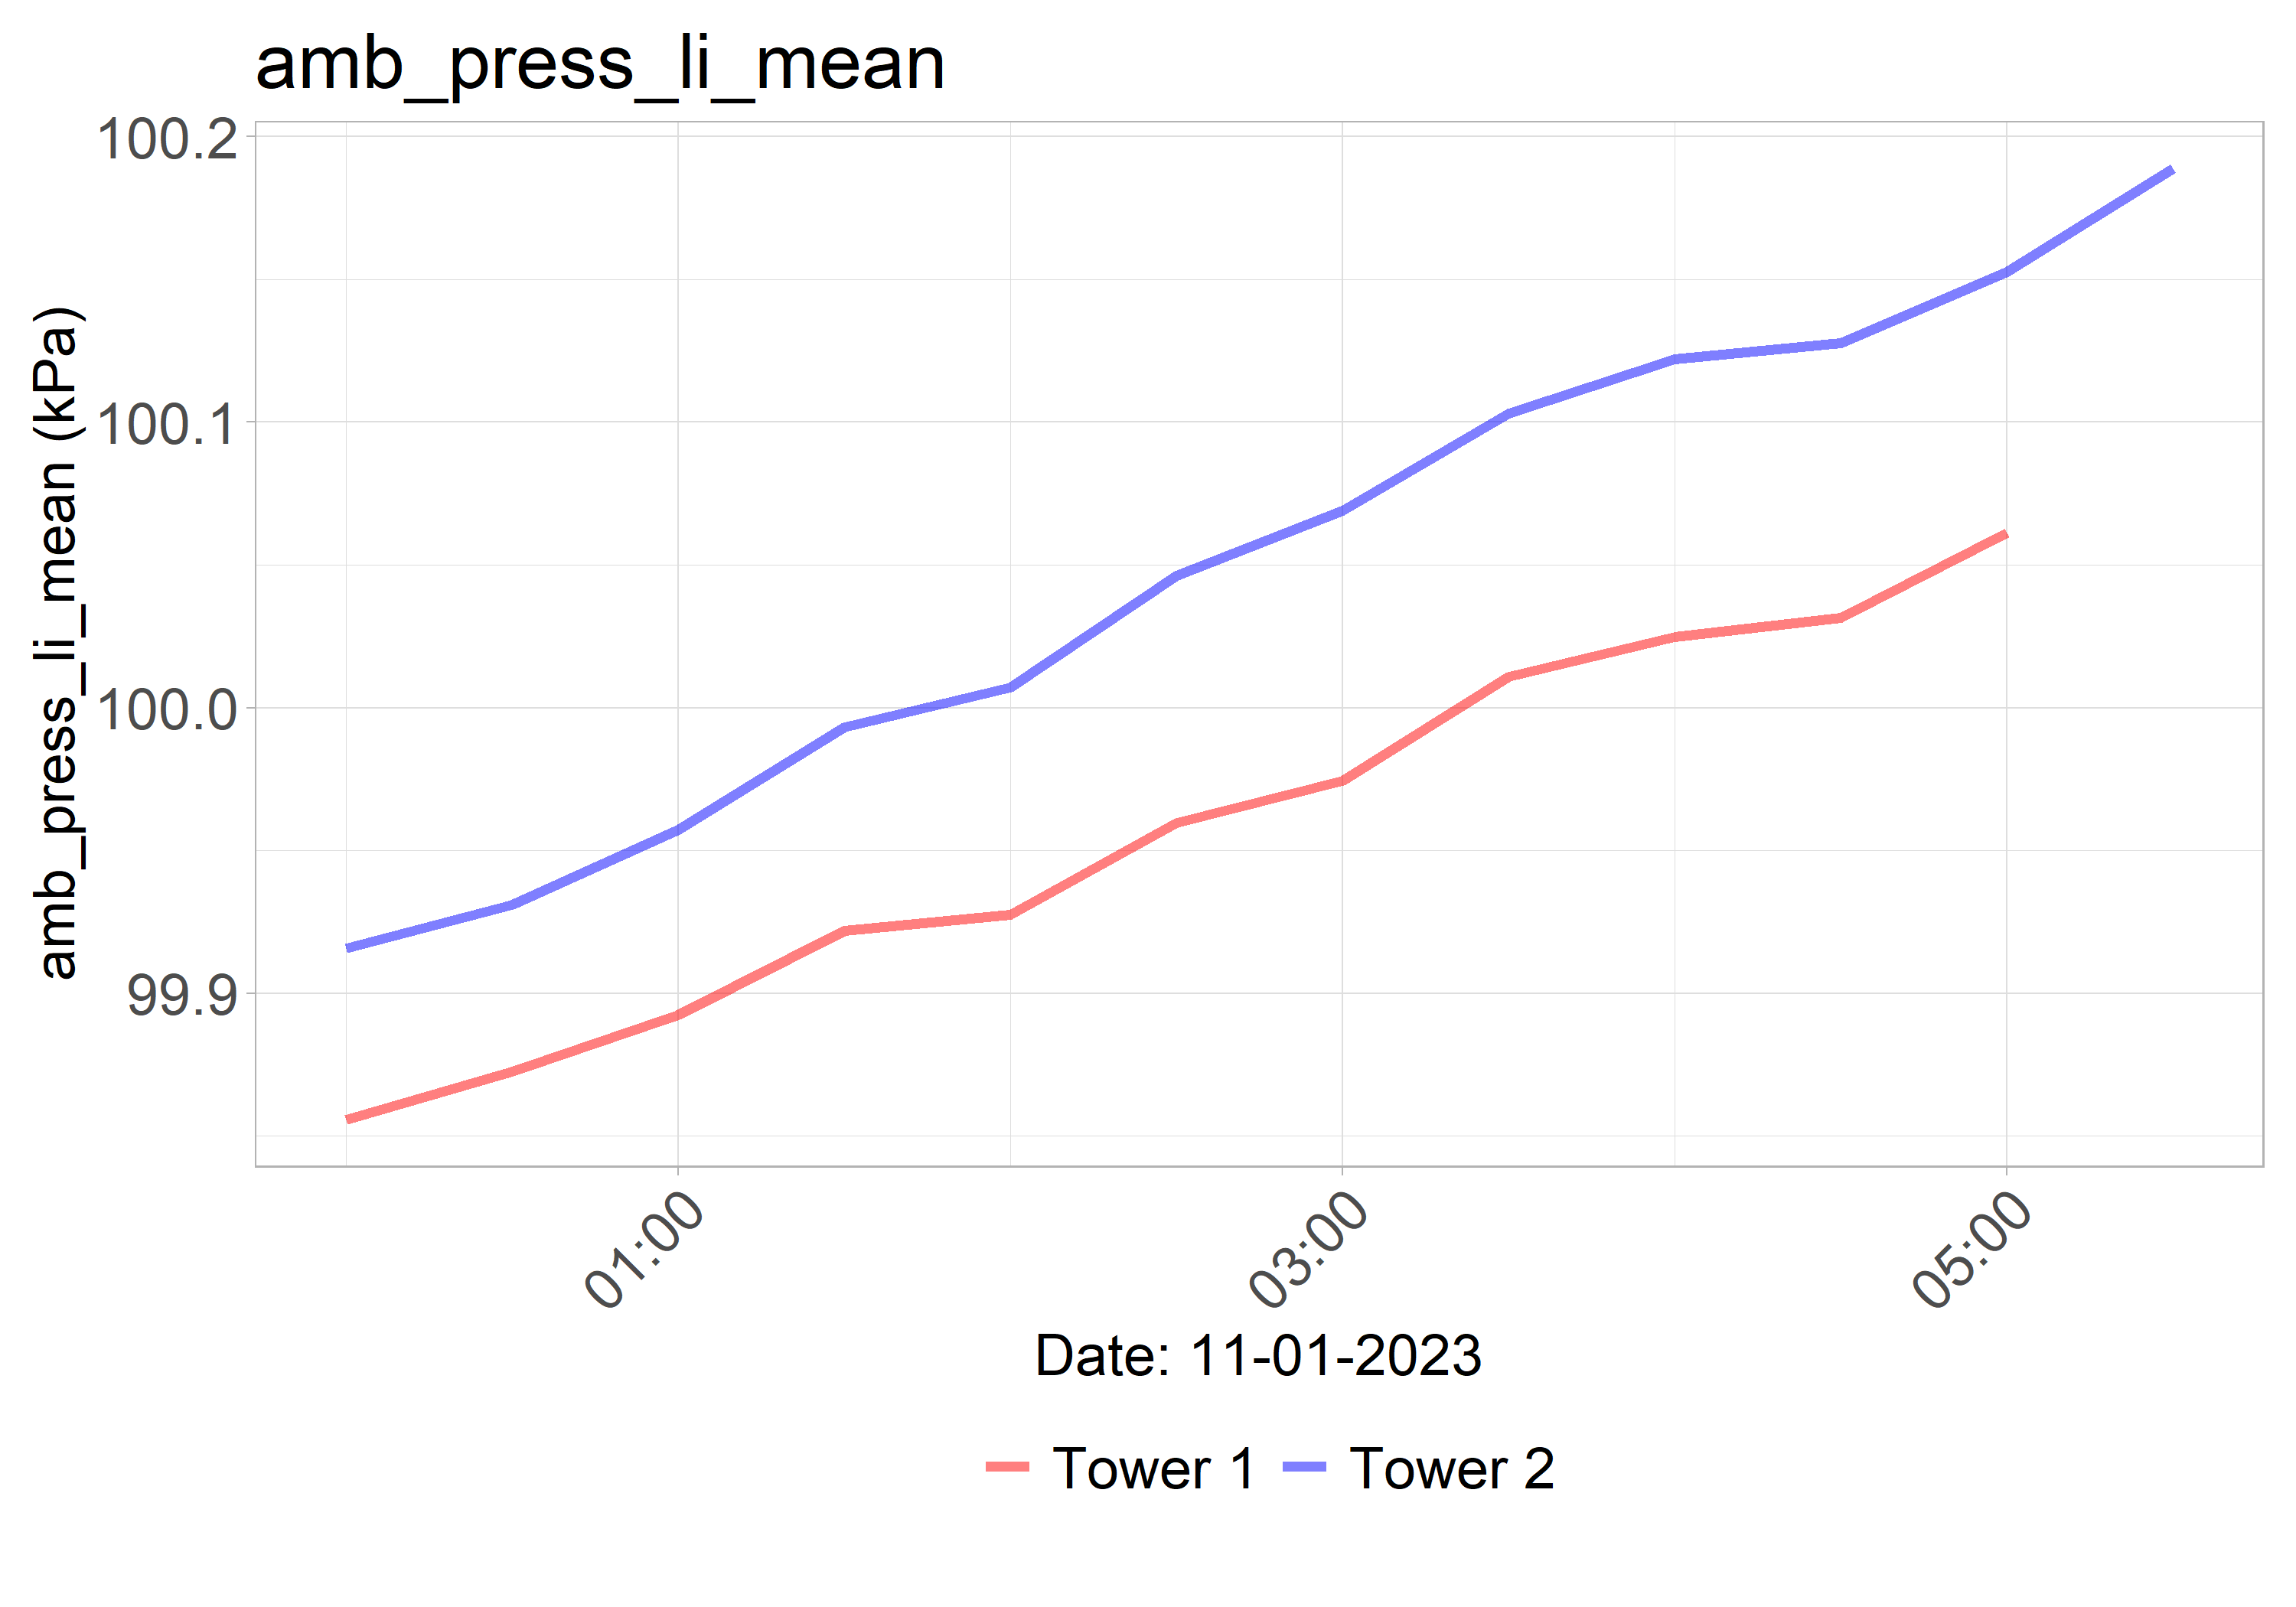 amb_press_li_mean
amb_press_li_mean (kPa)
100.2
100.1
100.0
99.9
01:00
03:00
05:00
Date: 11-01-2023
Tower 1
Tower 2